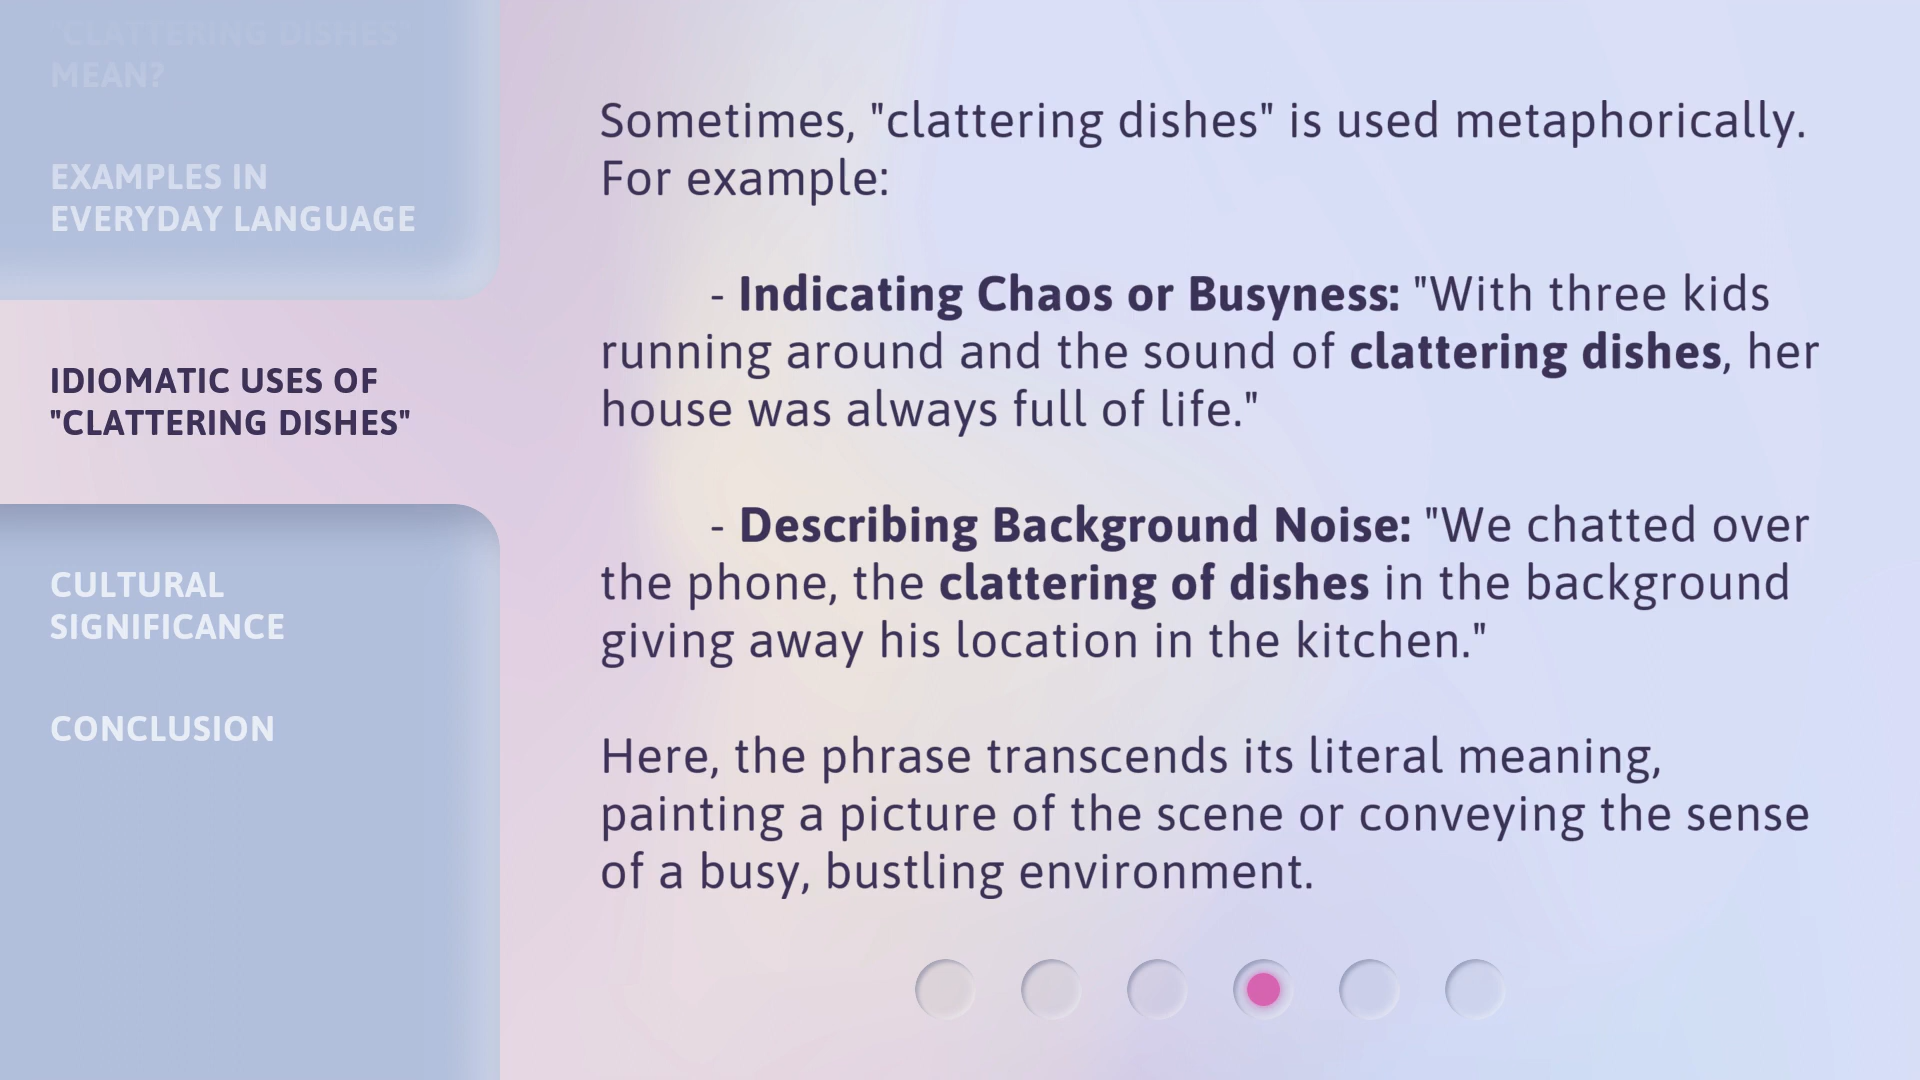 "CLATTERING DISHES"
MEAN?
EXAMPLES IN
EVERYDAY LANGUAGE
IDIOMATIC USES OF
"CLATTERING DISHES"
CULTURAL
SIGNIFICANCE
CONCLUSION
Sometimes, "clattering dishes" is used metaphorically.
For example:
- Indicating Chaos or Busyness: "With three kids
running around and the sound of clattering dishes, her
house was always full of life."
- Describing Background Noise: "We chatted over
the phone, the clattering of dishes in the background
giving away his location in the kitchen."
Here, the phrase transcends its literal meaning,
painting a picture of the scene or conveying the sense
of a busy, bustling environment.